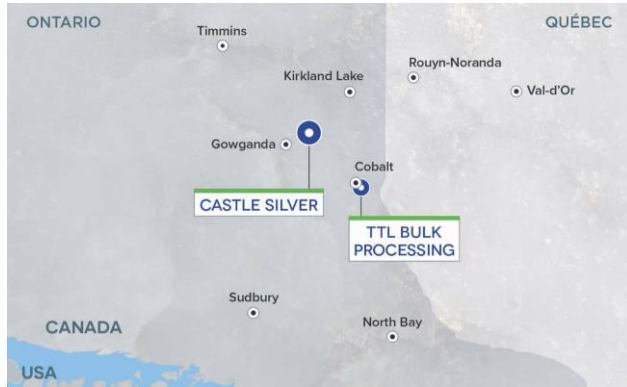 ONTARIO
QUÉBEC
Timmins
Rouyn-Noranda
Kirkland Lake
Val-d'Or
Gowganda
Cobalt
CASTLE SILVER
TTL BULK
PROCESSING
Sudbury
North Bay
CANADA
USA